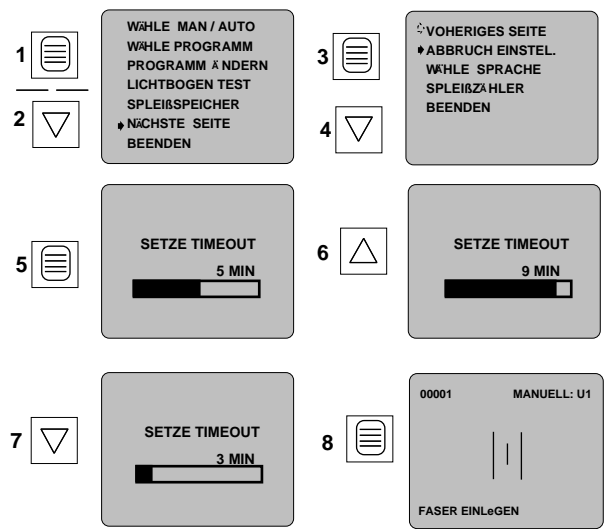 1
WÄHLE MAN / AUTO
WÄHLE PROGRAMM
PROGRAMM ÄNDERN
LICHTBOGEN TEST
SPLEIßSPEICHER
NÄCHSTE SEITE
BEENDEN
2
3
VOHERIGES SEITE
ABBRUCH EINSTEL.
WÄHLE SPRACHE
SPLEIßZÄHLER
BEENDEN
4
5
SETZE TIMEOUT
5 MIN
6
SETZE TIMEOUT
9 MIN
7
SETZE TIMEOUT
3 MIN
8
00001 MANUELL: U1
FASER EINLeGEN